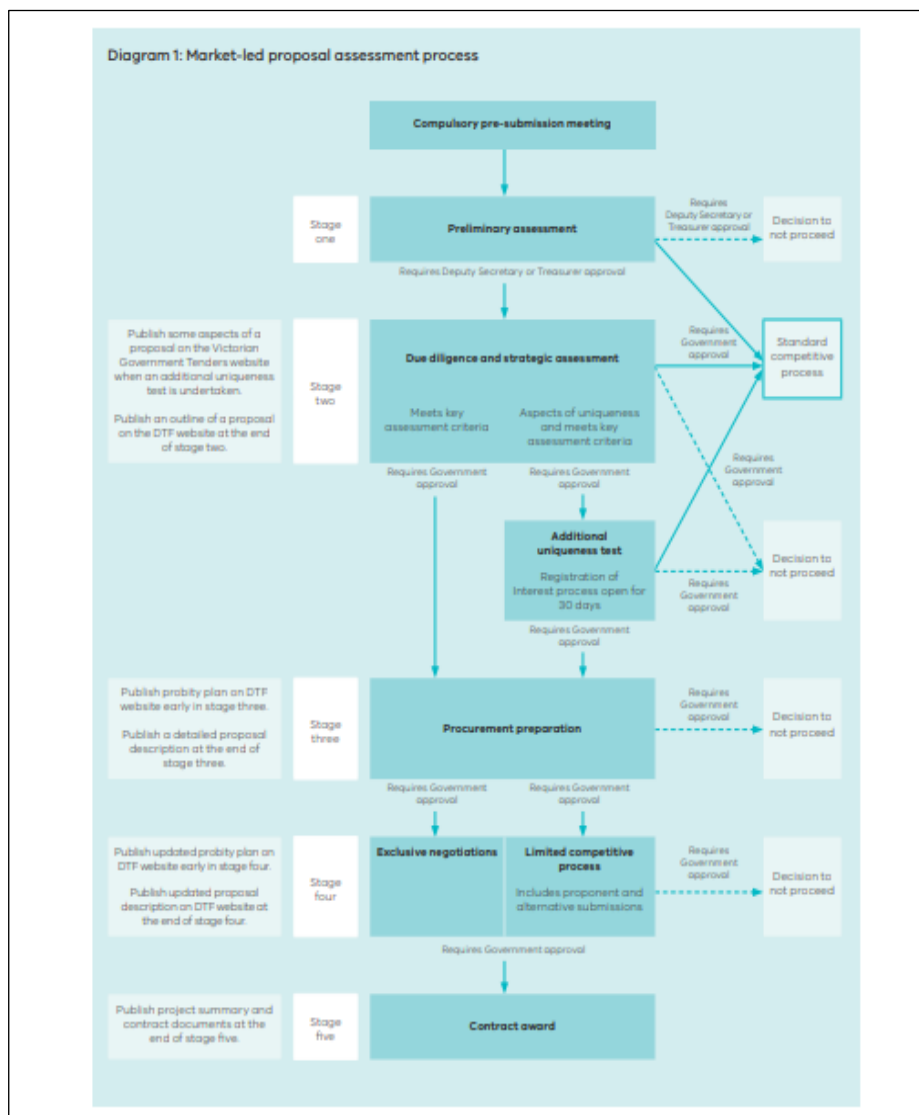 Diagram 1: Market-led proposal assessment process
Compulsory pre-submission meeting
Stage
one
Preliminary assessment
Requires
Deputy Secretary or
Treasurer approval
Decision to
not proceed
Requires Deputy Secretary or Treasurer approval
Publish some aspects of a
proposal on the Victorian
Government Tenders website
when an additional uniqueness
test is undertaken.
Publish an outline of a proposal
on the DTF website at the end
of stage two.
Stage
two
Due diligence and strategic assessment
Meets key
assessment criteria
Aspects of uniqueness
and meets key
assessment criteria
Requires
Government
approval
Standard
competitive
process
Requires Government
approval
Requires Government
approval
Requires
Government
approval
Additional
uniqueness test
Registration of
Interest process open for
30 days
Requires
Government
approval
Decision to
not proceed
Requires Government
approval
Publish probity plan on DTF
website early in stage three.
Publish a detailed proposal
description at the end of
stage three.
Stage
three
Procurement preparation
Requires
Government
approval
Decision to
not proceed
Requires Government
approval
Requires Government
approval
Publish updated probity plan on
DTF website early in stage four.
Publish updated proposal
description on DTF website at
the end of stage four.
Stage
four
Exclusive negotiations
Limited competitive
process
Includes proponent and
alternative submissions
Requires
Government
approval
Decision to
not proceed
Requires Government approval
Publish project summary and
contract documents at the
end of stage five.
Stage
five
Contract award